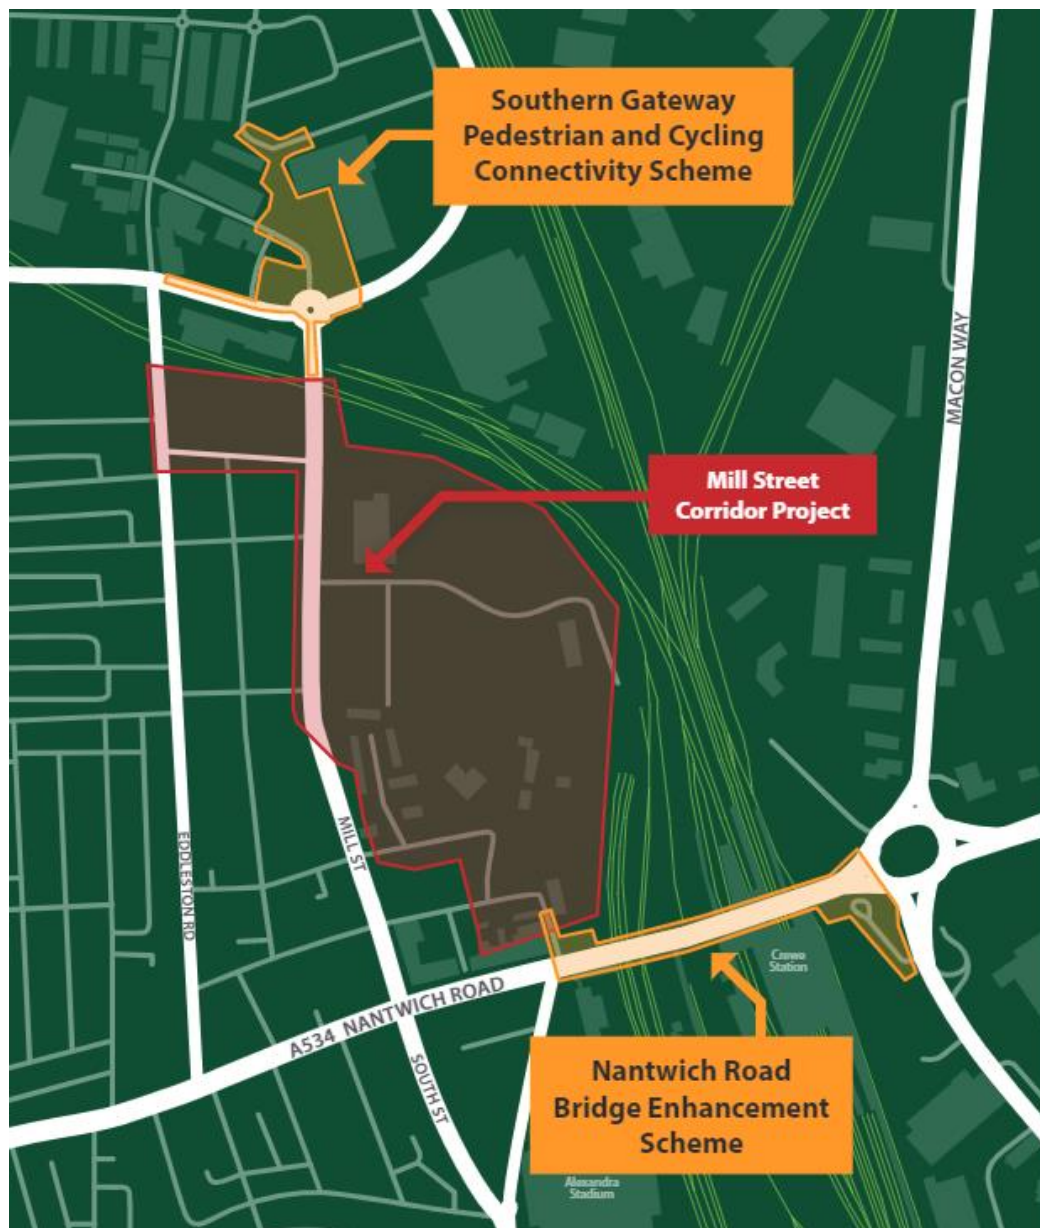 Southern Gateway
Pedestrian and Cycling
Connectivity Scheme
MACON WAY
Mill Street
Corridor Project
MILL ST
EDDLESTON RD
Crewe
Station
A534 NANTWICH ROAD
SOUTH ST
Nantwich Road
Bridge Enhancement
Scheme
Alexandra
Stadium